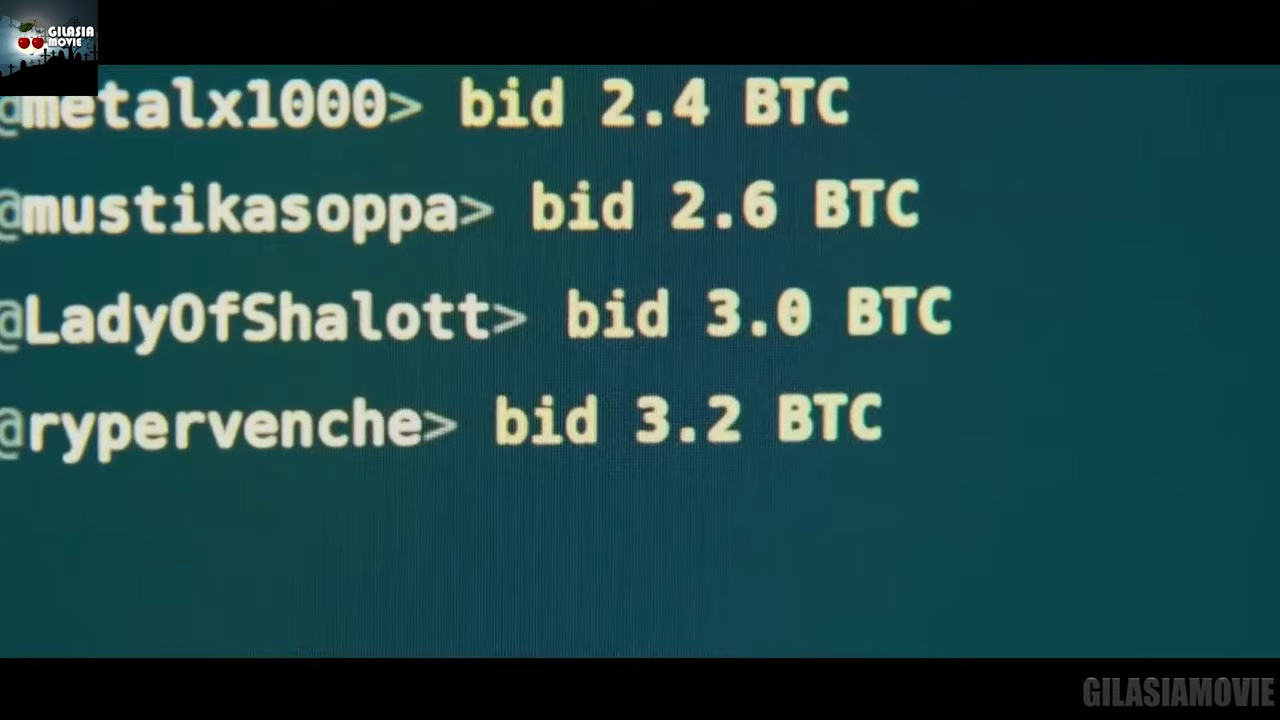 GILASIA
MOVIE
@metalx1000> bid 2.4 BTC
@mustikasoppa> bid 2.6 BTC
@LadyOfShalott> bid 3.0 BTC
@rypervenche> bid 3.2 BTC
GILASIAMOVIE